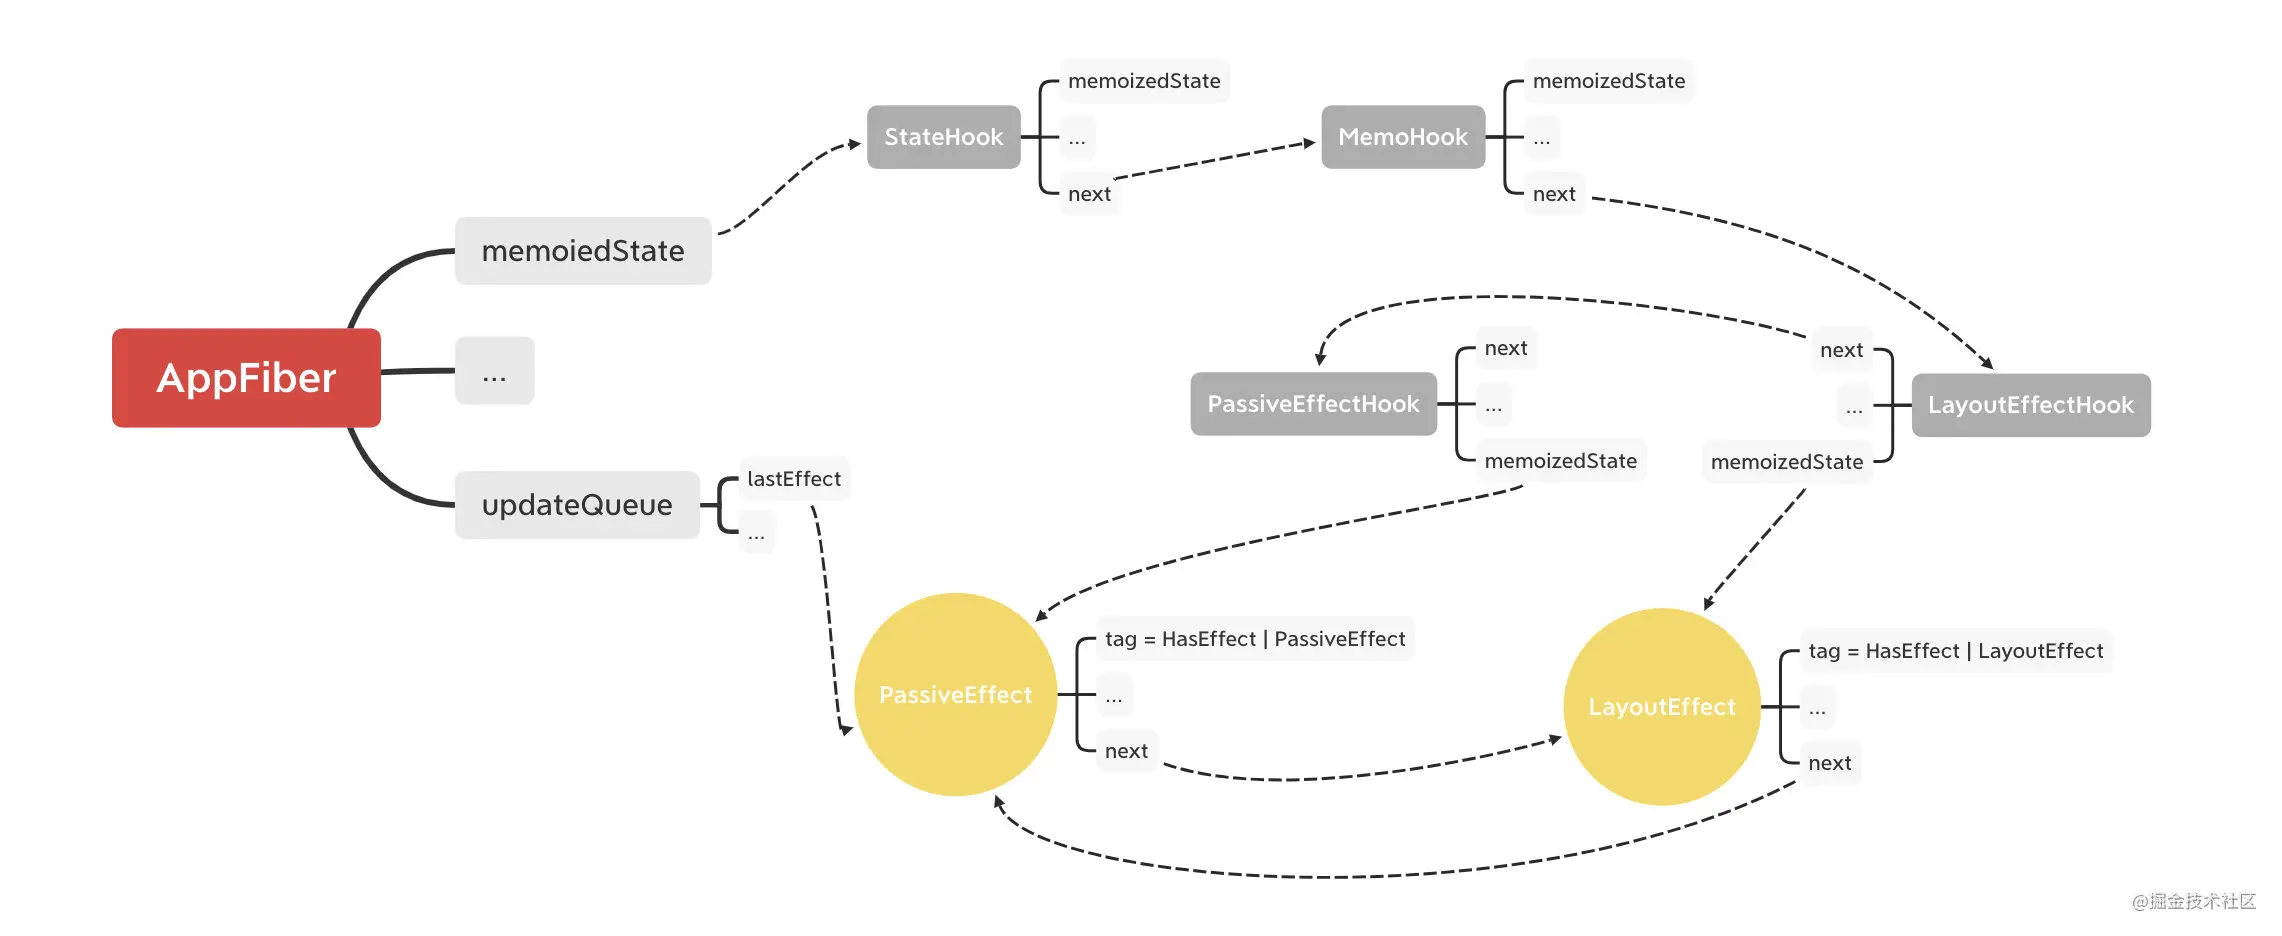 memoizedState
...
next
StateHook
memoizedState
...
next
MemoHook
memoiedState
...
updateQueue
AppFiber
lastEffect
...
next
...
memoizedState
PassiveEffectHook
next
...
memoizedState
LayoutEffectHook
PassiveEffect
tag = HasEffect | PassiveEffect
...
next
LayoutEffect
tag = HasEffect | LayoutEffect
...
next
@掘金技术社区